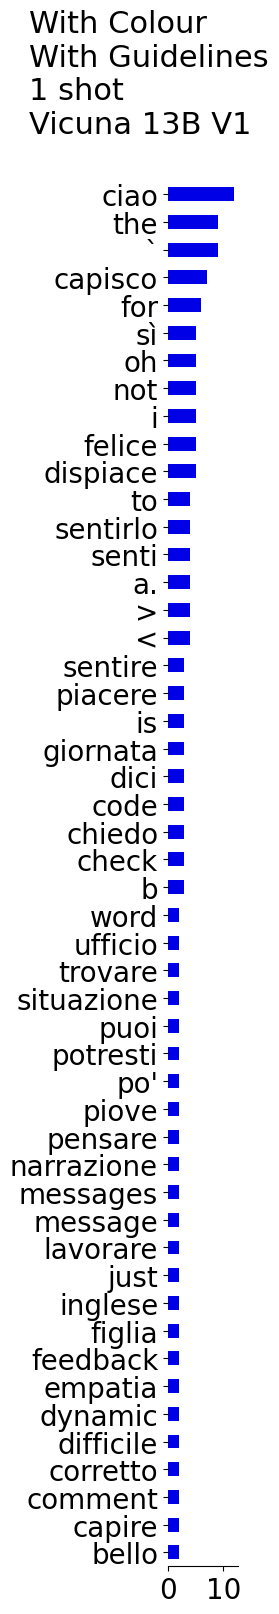 With Colour
With Guidelines
1 shot
Vicuna 13B V1
ciao
the
`
capisco
for
sì
oh
not
i
felice
dispiace
to
sentirlo
senti
a.
>
<
sentire
piacere
is
giornata
dici
code
chiedo
check
b
word
ufficio
trovare
situazione
puoi
potresti
po'
piove
pensare
narrazione
messages
message
lavorare
just
inglese
figlia
feedback
empatia
dynamic
difficile
corretto
comment
capire
bello
0 10